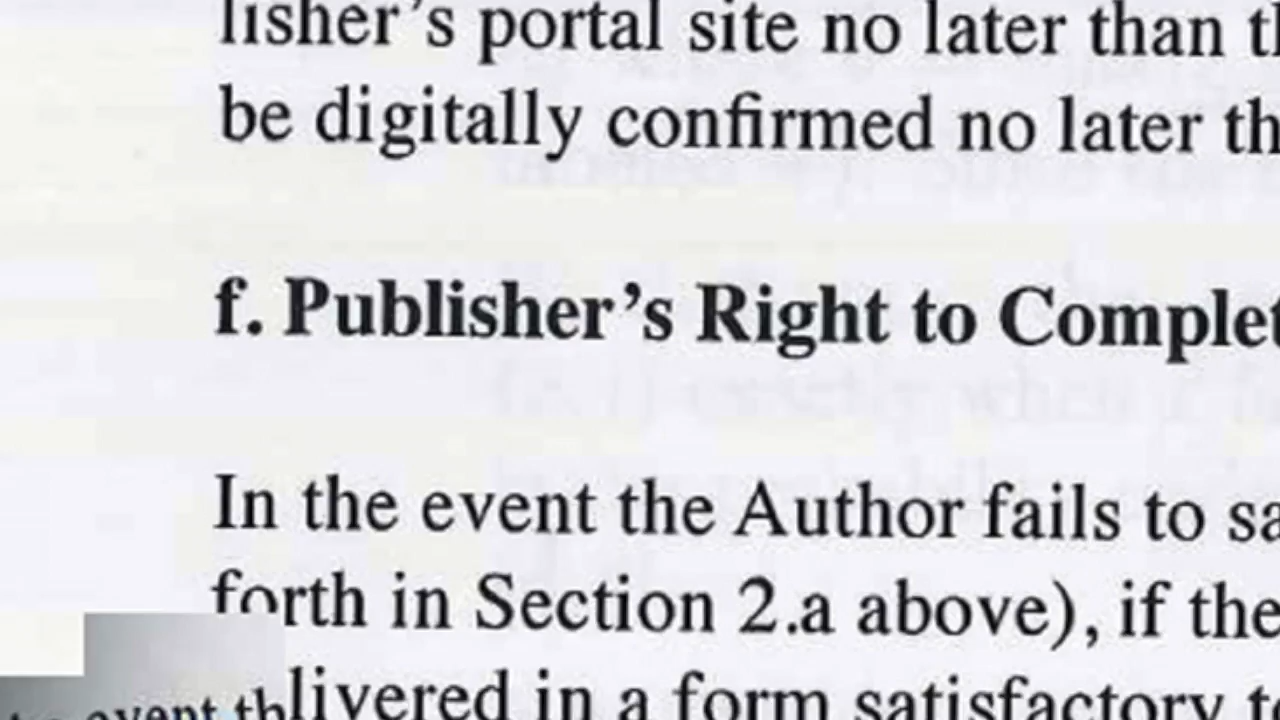 lisher's portal site no later than
be digitally confirmed no later
f. Publisher's Right to
In the event the Author fails to
forth in Section 2.a above), if the
livered in a form satisfactory
event